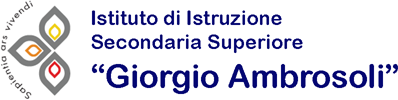 Sapientia ars vivendi
Istituto di Istruzione
Secondaria Superiore
“Giorgio Ambrosoli”